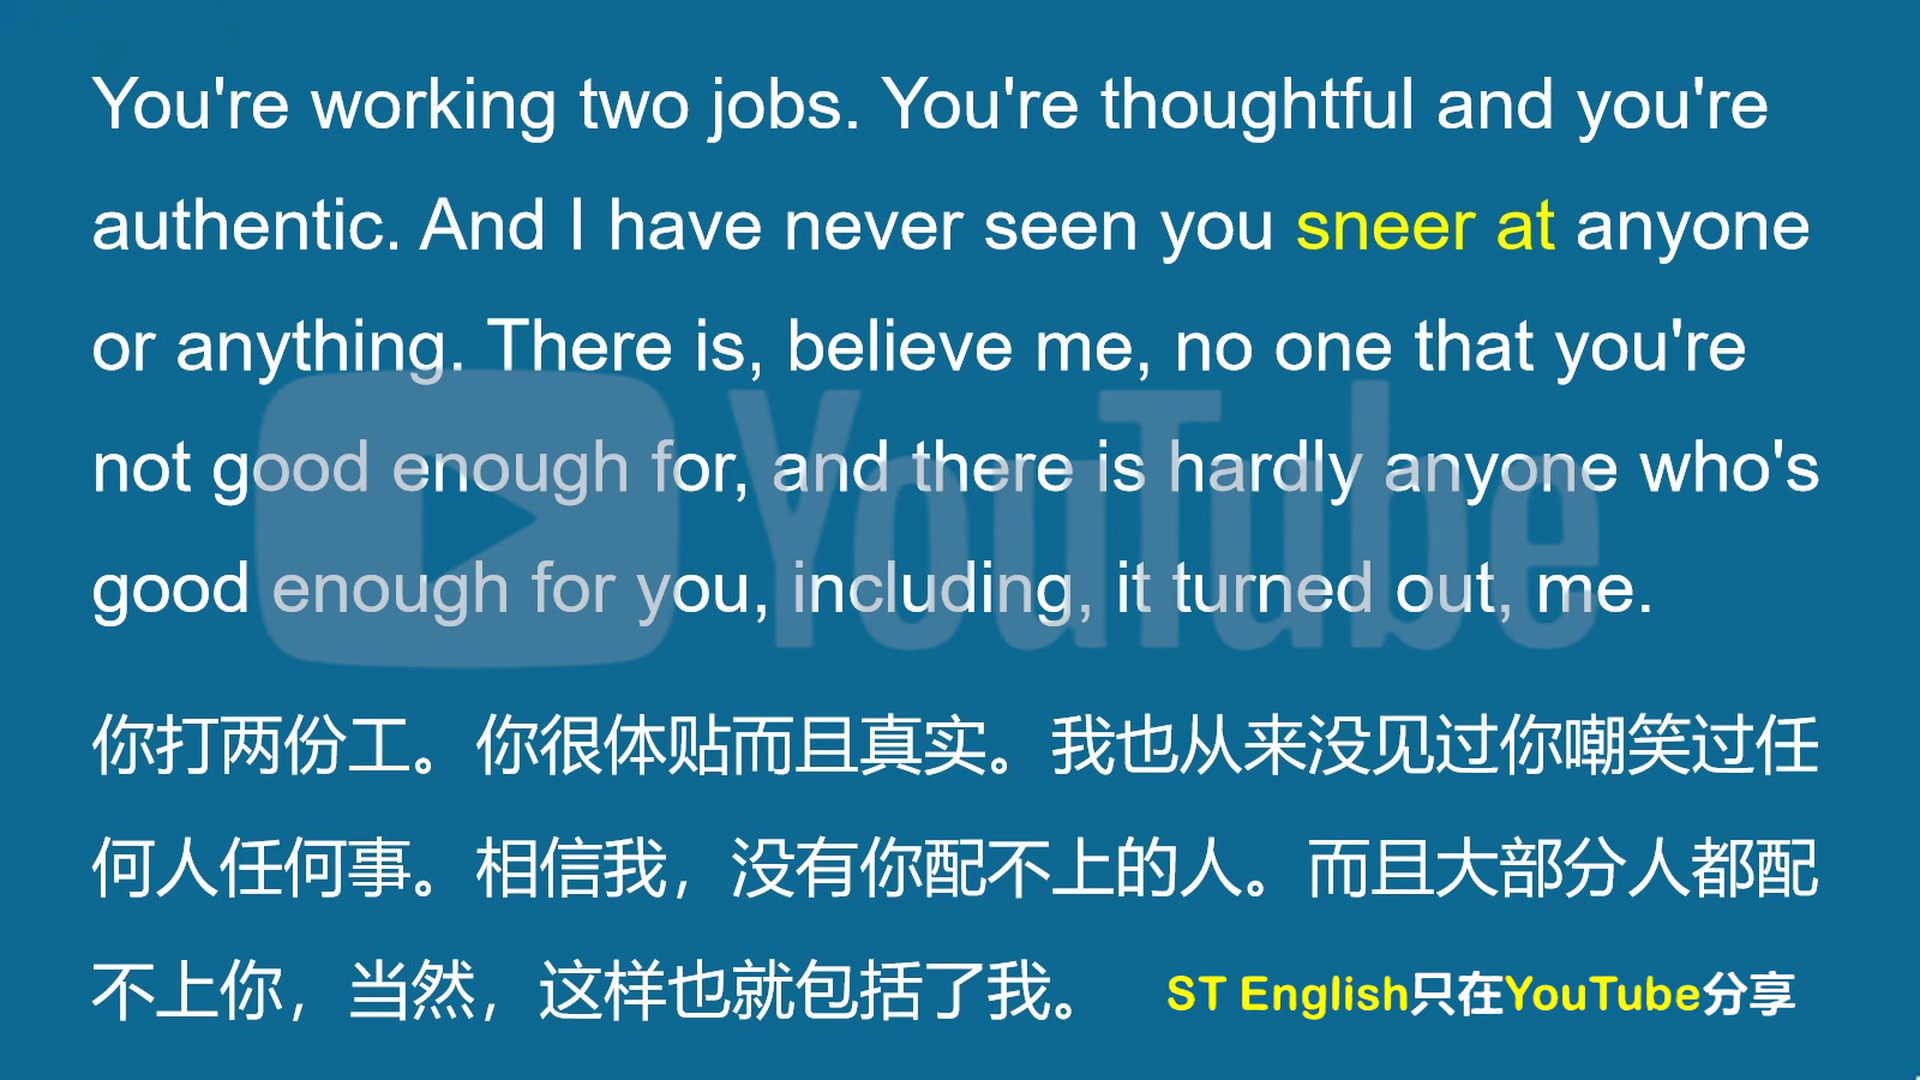 You're working two jobs. You're thoughtful and you're
authentic. And I have never seen you sneer at anyone
or anything. There is, believe me, no one that you're
not good enough for, and there is hardly anyone who's
good enough for you, including, it turned out, me.
YouTube
你打两份工。你很体贴而且真实。我也从来没见过你嘲笑过任
何人任何事。相信我，没有你配不上的人。而且大部分人都配
不上你，当然，这样也就包括了我。
ST English只在YouTube分享